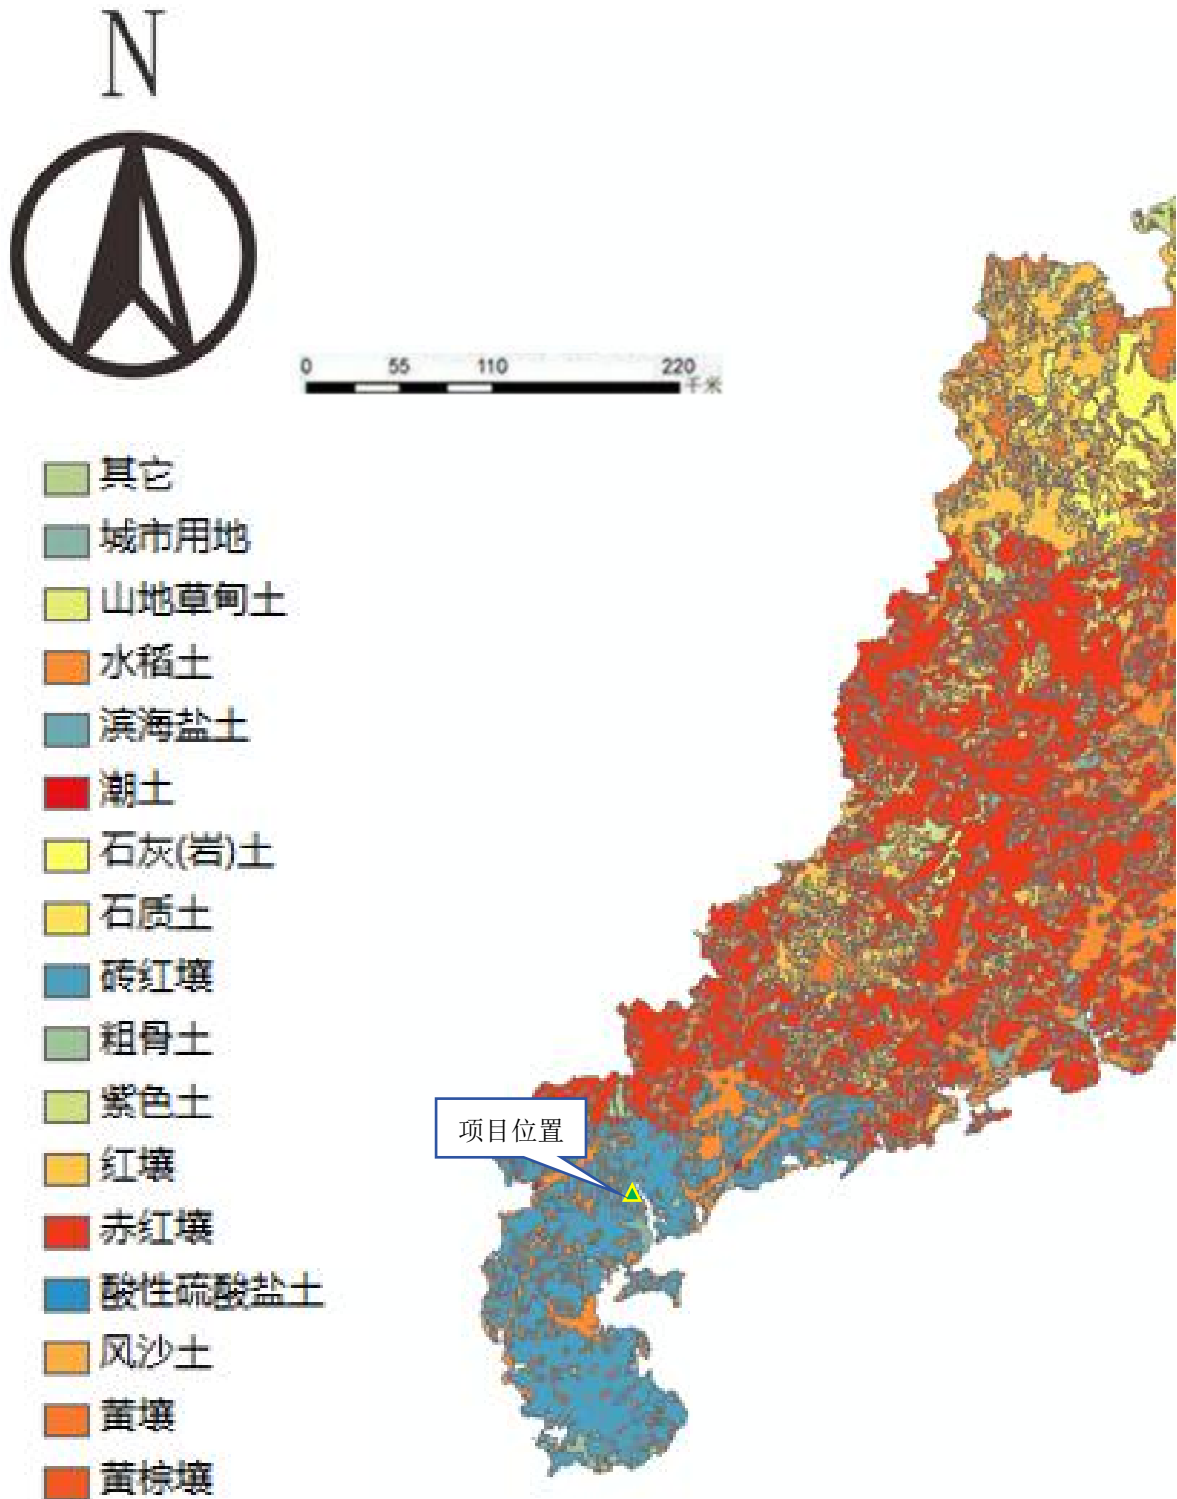 N
0 55 110 220
千米
其它
城市用地
山地草甸土
水稻土
滨海盐土
潮土
石灰(岩)土
石质土
砖红壤
粗骨土
紫色土
红壤
赤红壤
酸性硫酸盐土
风沙土
黄壤
黄棕壤
项目位置